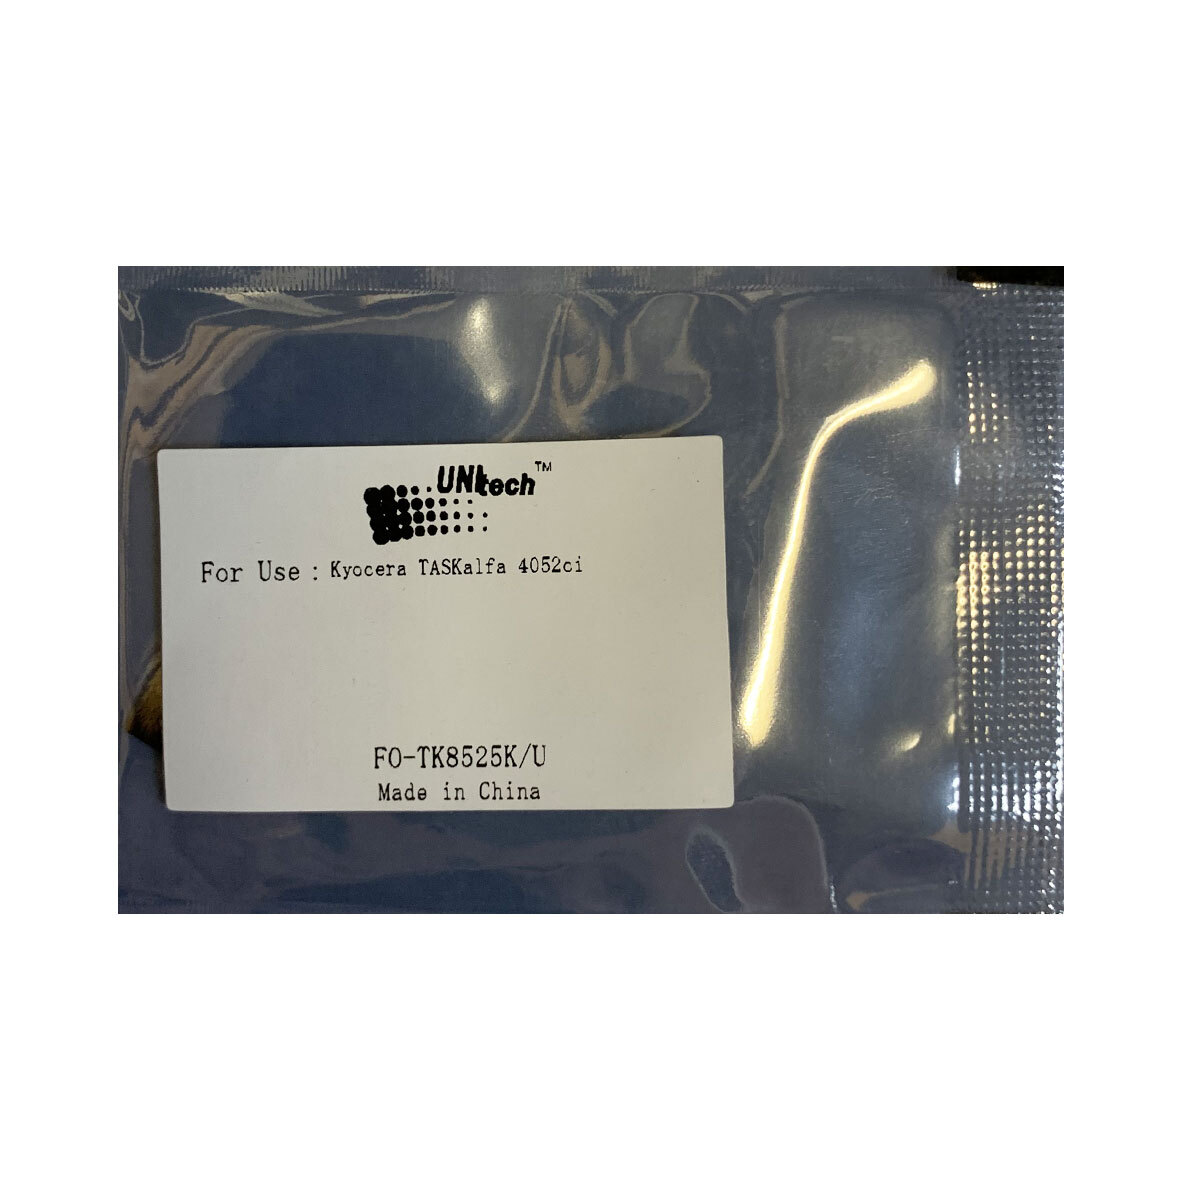 UNItech™
For Use : Kyocera TASKalfa 4052ci
FO-TK8525K/U
Made in China